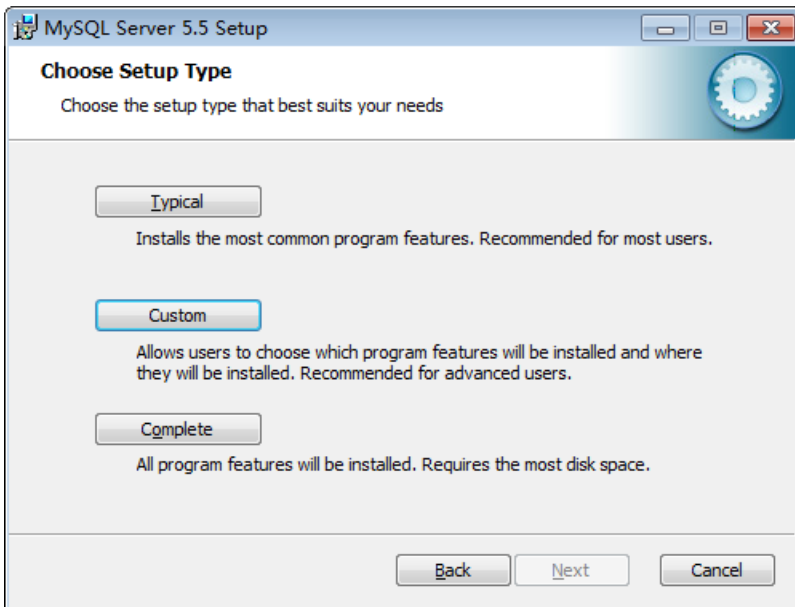 MySQL Server 5.5 Setup
Choose Setup Type
Choose the setup type that best suits your needs
Typical
Installs the most common program features. Recommended for most users.
Custom
Allows users to choose which program features will be installed and where
they will be installed. Recommended for advanced users.
Complete
All program features will be installed. Requires the most disk space.
Back Next Cancel